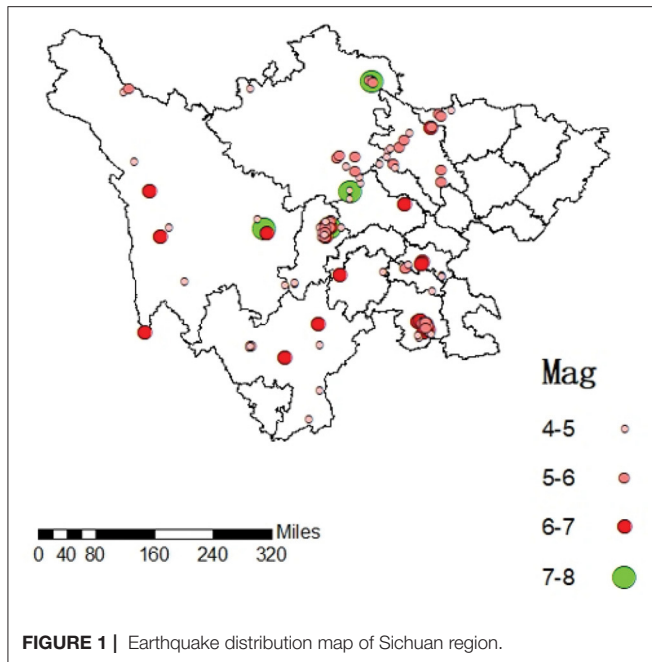 Mag
4-5
5-6
6-7
7-8
Miles
0 40 80 160 240 320
FIGURE 1 | Earthquake distribution map of Sichuan region.